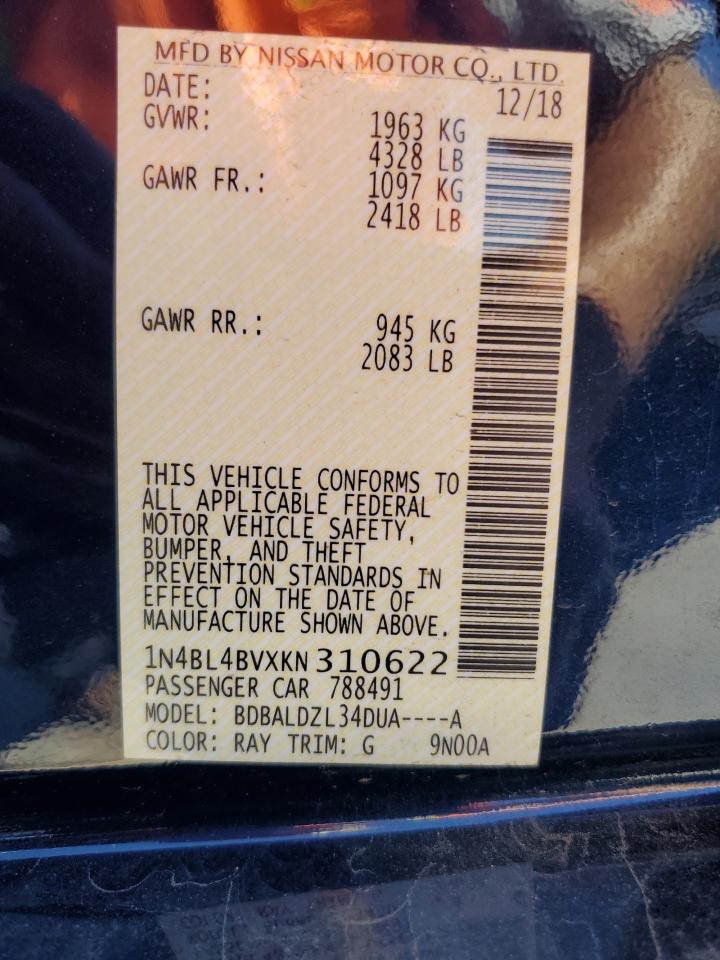 MFD BY NISSAN MOTOR CO., LTD.
DATE: 12/18
GVWR: 1963 KG
4328 LB
GAWR FR.: 1097 KG
2418 LB
GAWR RR.: 945 KG
2083 LB
THIS VEHICLE CONFORMS TO
ALL APPLICABLE FEDERAL
MOTOR VEHICLE SAFETY,
BUMPER, AND THEFT
PREVENTION STANDARDS IN
EFFECT ON THE DATE OF
MANUFACTURE SHOWN ABOVE.
1N4BL4BVXKN310622
PASSENGER CAR 788491
MODEL: BDBALDZL34DUA----A
COLOR: RAY TRIM: G 9N00A